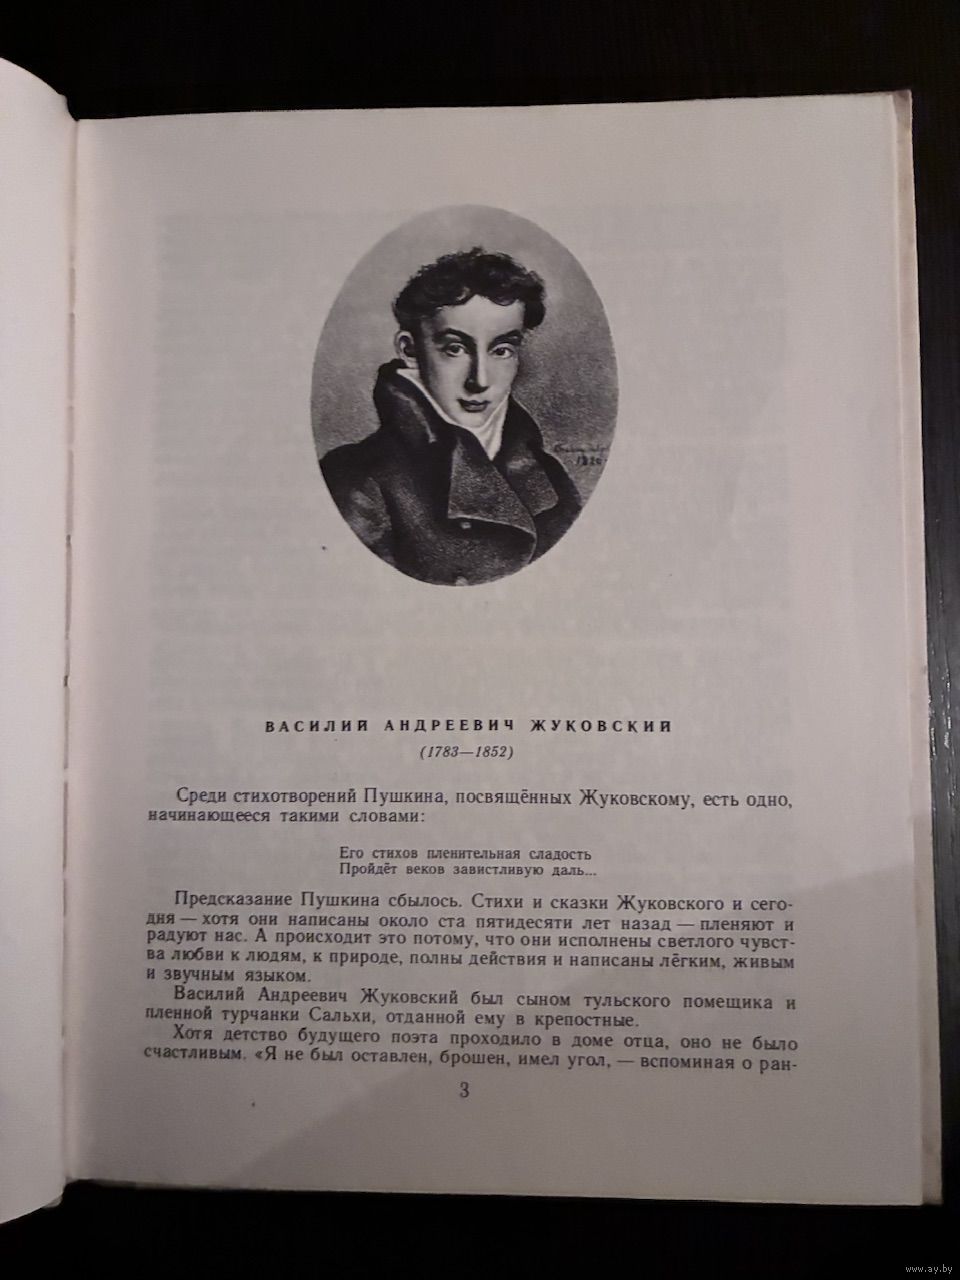 1820
ВАСИЛИЙ АНДРЕЕВИЧ ЖУКОВСКИЙ
(1783—1852)
Среди стихотворений Пушкина, посвящённых Жуковскому, есть одно,
начинающееся такими словами:
Его стихов пленительная сладость
Пройдёт веков завистливую даль...
Предсказание Пушкина сбылось. Стихи и сказки Жуковского и сего-
дня — хотя они написаны около ста пятидесяти лет назад — пленяют и
радуют нас. А происходит это потому, что они исполнены светлого чувст-
ва любви к людям, к природе, полны действия и написаны лёгким, живым
и звучным языком.
Василий Андреевич Жуковский был сыном тульского помещика и
пленной турчанки Сальхи, отданной ему в крепостные.
Хотя детство будущего поэта проходило в доме отца, оно не было
счастливым. «Я не был оставлен, брошен, имел угол, — вспоминая о ран-
3
www.ay.by